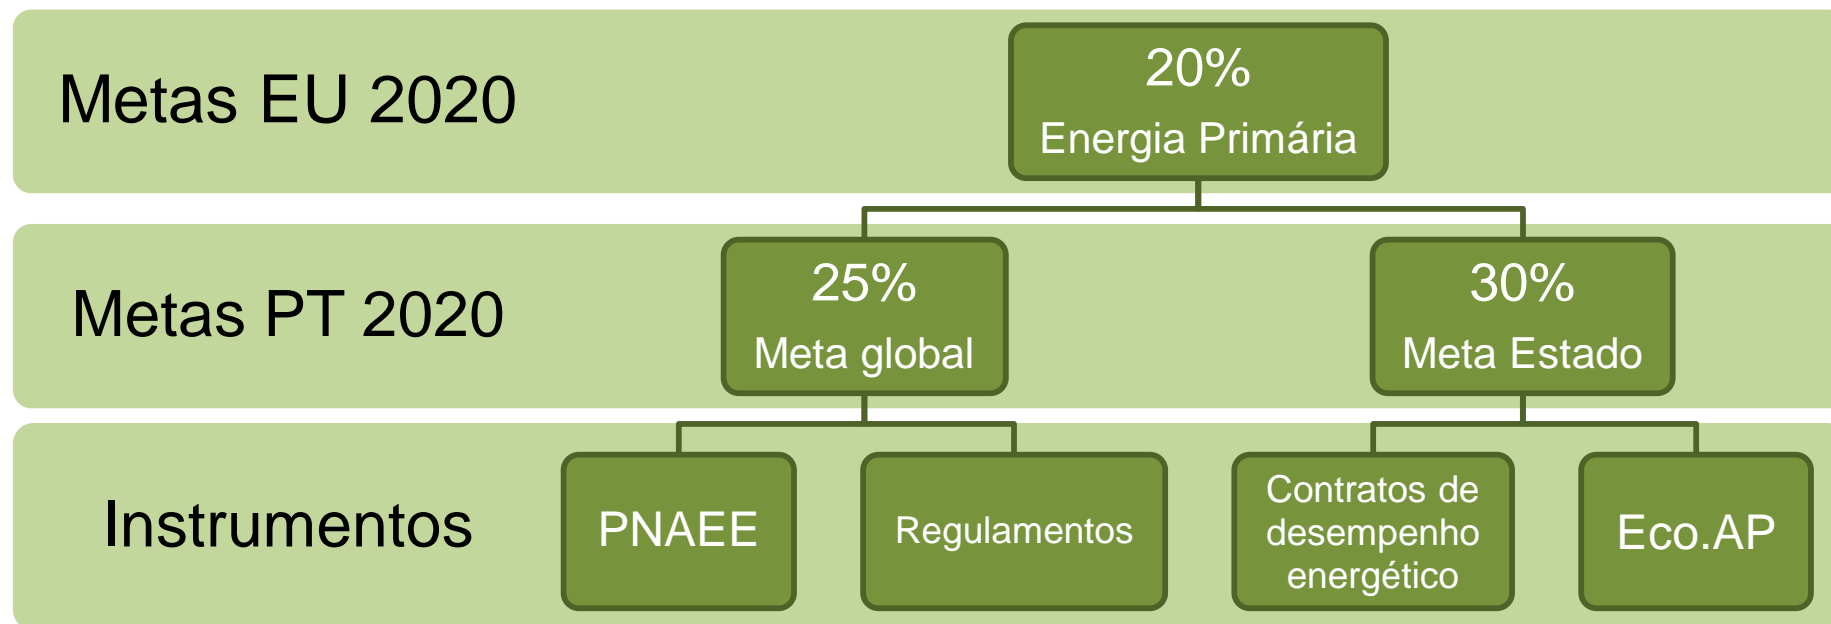 Metas EU 2020
20%
Energia Primária
Metas PT 2020
25%
Meta global
30%
Meta Estado
Instrumentos
PNAEE
Regulamentos
Contratos de
desempenho
energético
Eco.AP